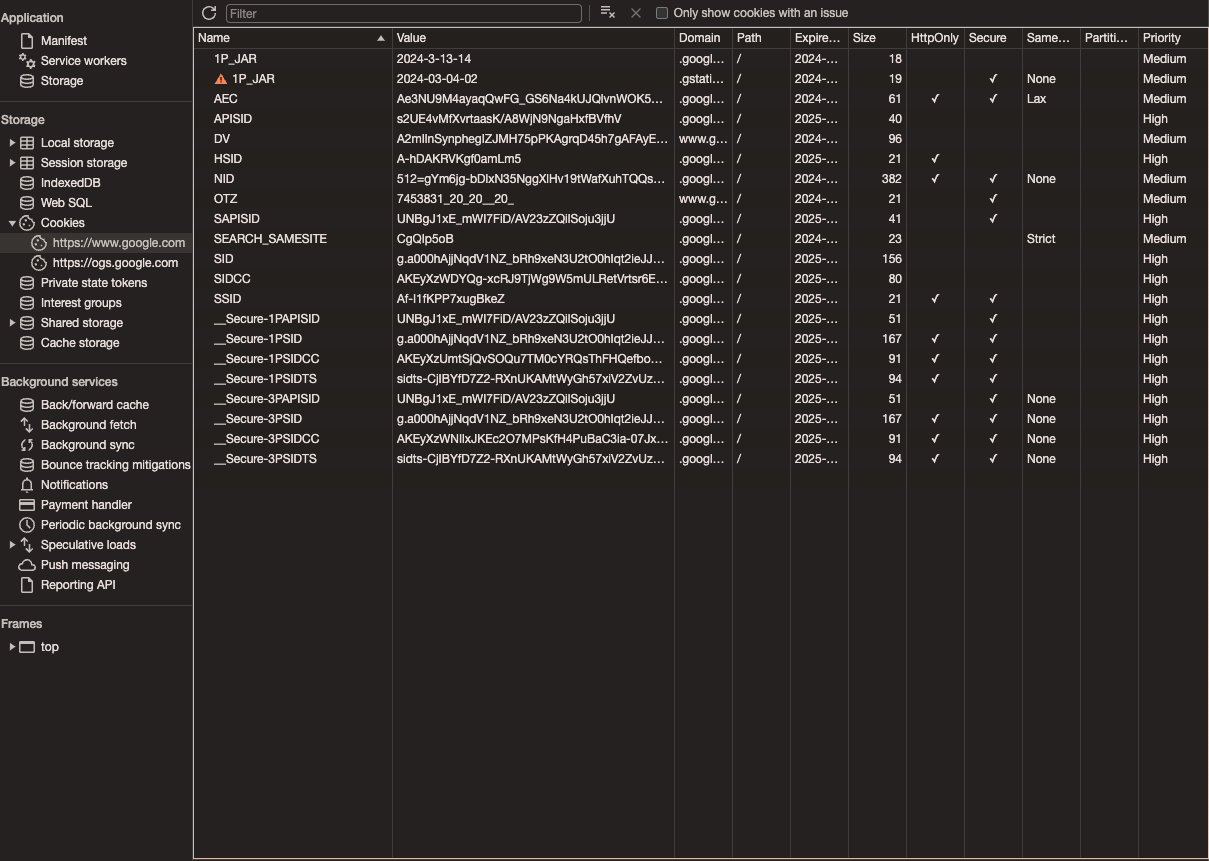 Application
Manifest
Service workers
Storage
Storage
Local storage
Session storage
IndexedDB
Web SQL
Cookies
https://www.google.com
https://ogs.google.com
Private state tokens
Interest groups
Shared storage
Cache storage
Background services
Back/forward cache
Background fetch
Background sync
Bounce tracking mitigations
Notifications
Payment handler
Periodic background sync
Speculative loads
Push messaging
Reporting API
Frames
top
Filter Only show cookies with an issue
Name Value Domain Path Expire... Size HttpOnly Secure Same... Partiti... Priority
1P_JAR 2024-3-13-14 .googl... / 2024-... 18 Medium
1P_JAR 2024-03-04-02 .gstati... / 2024-... 19 ✓ None Medium
AEC Ae3NU9M4ayaqQwFG_GS6Na4kUJQlvnWOK5... .googl... / 2024-... 61 ✓ ✓ Lax Medium
APISID s2UE4vMfXvrtaasK/A8WjN9NgaHxfBVfhV .googl... / 2025-... 40 High
DV A2mIlnSynpheglZJMH75pPKAgrqD45h7gAFAyE... www.g... / 2024-... 96 Medium
HSID A-hDAKRVKgf0amLm5 .googl... / 2025-... 21 ✓ High
NID 512=gYm6jg-bDlxN35NggXlHv19tWafXuhTQQs... .googl... / 2024-... 382 ✓ ✓ None Medium
OTZ 7453831_20_20__20_ www.g... / 2024-... 21 ✓ Medium
SAPISID UNBgJ1xE_mWI7FiD/AV23zZQilSoju3jjU .googl... / 2025-... 41 ✓ High
SEARCH_SAMESITE CgQIp5oB .googl... / 2024-... 23 Strict Medium
SID g.a000hAjjNqdV1NZ_bRh9xeN3U2tO0hIqt2ieJJ... .googl... / 2025-... 156 High
SIDCC AKEyXzWDYQg-xcRJ9TjWg9W5mULRetVrtsr6E... .googl... / 2025-... 80 High
SSID Af-l1fKPP7xugBkeZ .googl... / 2025-... 21 ✓ ✓ High
__Secure-1PAPISID UNBgJ1xE_mWI7FiD/AV23zZQilSoju3jjU .googl... / 2025-... 51 ✓ High
__Secure-1PSID g.a000hAjjNqdV1NZ_bRh9xeN3U2tO0hIqt2ieJJ... .googl... / 2025-... 167 ✓ ✓ High
__Secure-1PSIDCC AKEyXzUmtSjQvSOQu7TM0cYRQsThFHQefbo... .googl... / 2025-... 91 ✓ ✓ High
__Secure-1PSIDTS sidts-CjIBYfD7Z2-RXnUKAMtWyGh57xiV2ZvUz... .googl... / 2025-... 94 ✓ ✓ High
__Secure-3PAPISID UNBgJ1xE_mWI7FiD/AV23zZQilSoju3jjU .googl... / 2025-... 51 ✓ None High
__Secure-3PSID g.a000hAjjNqdV1NZ_bRh9xeN3U2tO0hIqt2ieJJ... .googl... / 2025-... 167 ✓ ✓ None High
__Secure-3PSIDCC AKEyXzWNIIxJKEc2O7MPsKfH4PuBaC3ia-07Jx... .googl... / 2025-... 91 ✓ ✓ None High
__Secure-3PSIDTS sidts-CjIBYfD7Z2-RXnUKAMtWyGh57xiV2ZvUz... .googl... / 2025-... 94 ✓ ✓ None High